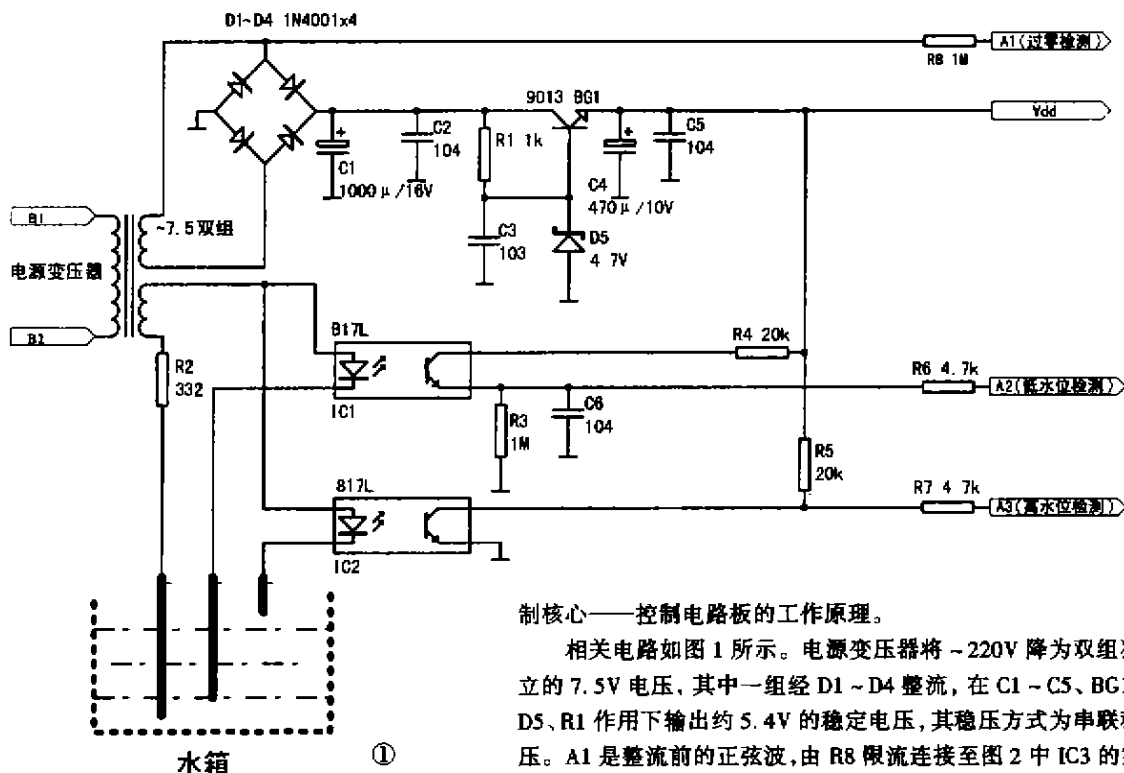 D1~D4 1N4001x4
R8 1M
A1(过零检测)
9013 BG1
Vdd
C2
104
R1 1k
C5
104
C1
1000μ/16V
C4
470μ/10V
B1
~7.5双组
C3
103
D5
4 7V
电源变压器
B2
R2
332
817L
IC1
R4 20k
R6 4.7k
A2(低水位检测)
R3
1M
C6
104
R5
20k
817L
IC2
R7 4 7k
A3(高水位检测)
水箱
①
制核心——控制电路板的工作原理。
相关电路如图1所示。电源变压器将~220V降为双组
立的7.5V电压,其中一组经D1~D4整流,在C1~C5、BG1
D5、R1作用下输出约5.4V的稳定电压,其稳压方式为串联
压。A1是整流前的正弦波,由R8限流连接至图2中IC3的